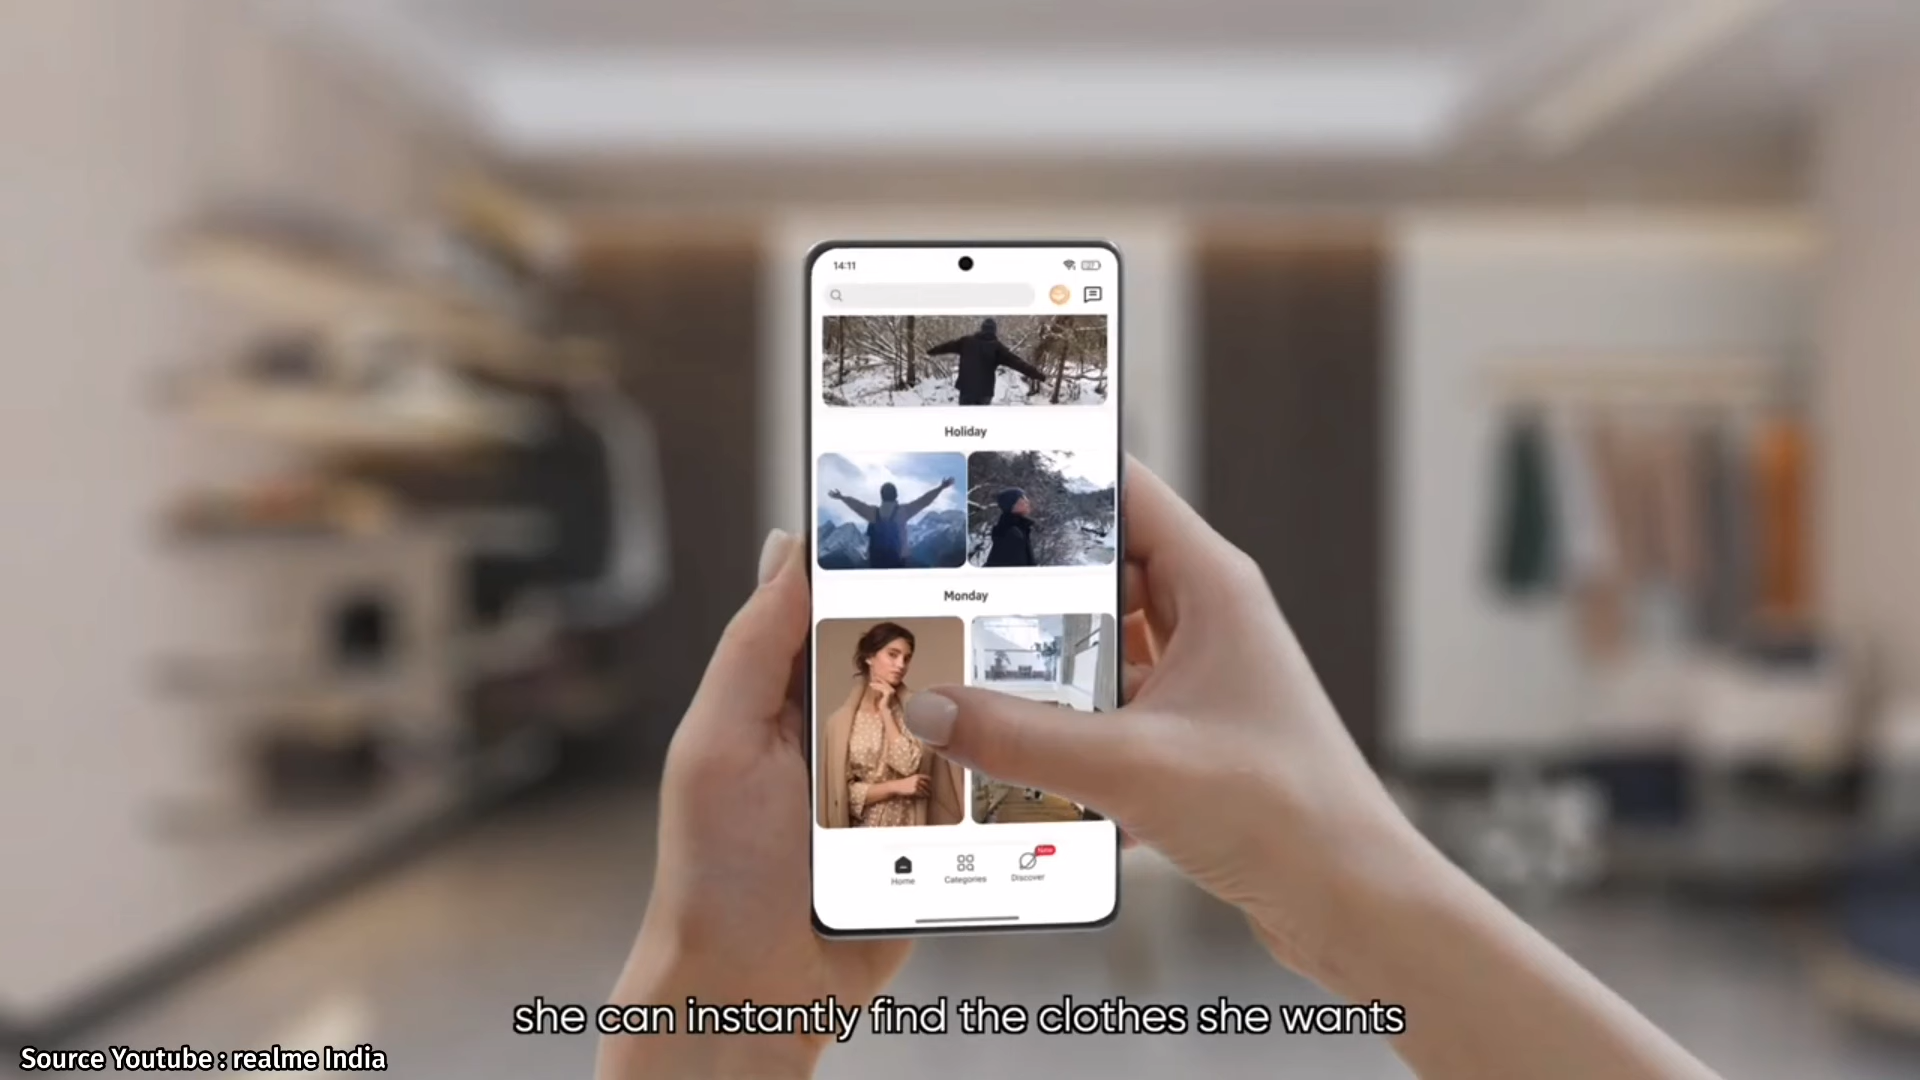 14:11
Holiday
Monday
New
Home
Categories
Discover
she can instantly find the clothes she wants
Source Youtube : realme India